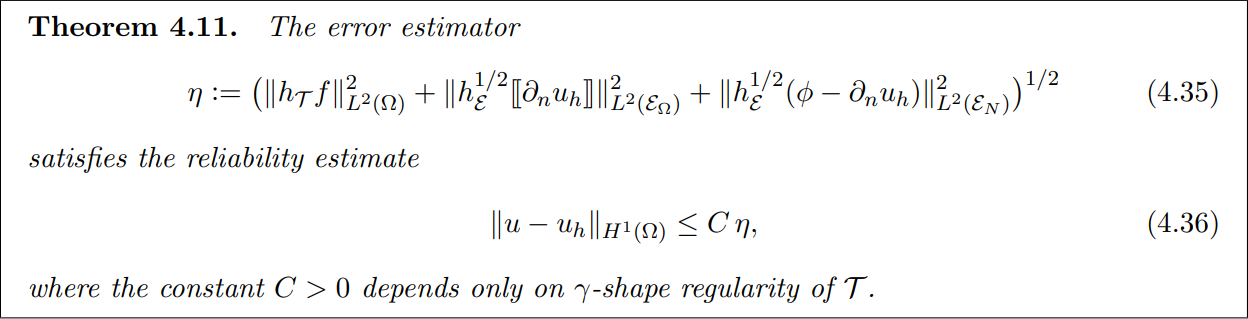 Theorem 4.11. The error estimator
η := (‖h_𝒯 f‖²_{L²(Ω)} + ‖h_ℰ^{1/2}⟦∂_n u_h⟧‖²_{L²(ℰ_Ω)} + ‖h_ℰ^{1/2}(ϕ − ∂_n u_h)‖²_{L²(ℰ_N)})^{1/2} (4.35)
satisfies the reliability estimate
‖u − u_h‖_{H¹(Ω)} ≤ C η, (4.36)
where the constant C > 0 depends only on γ-shape regularity of 𝒯.